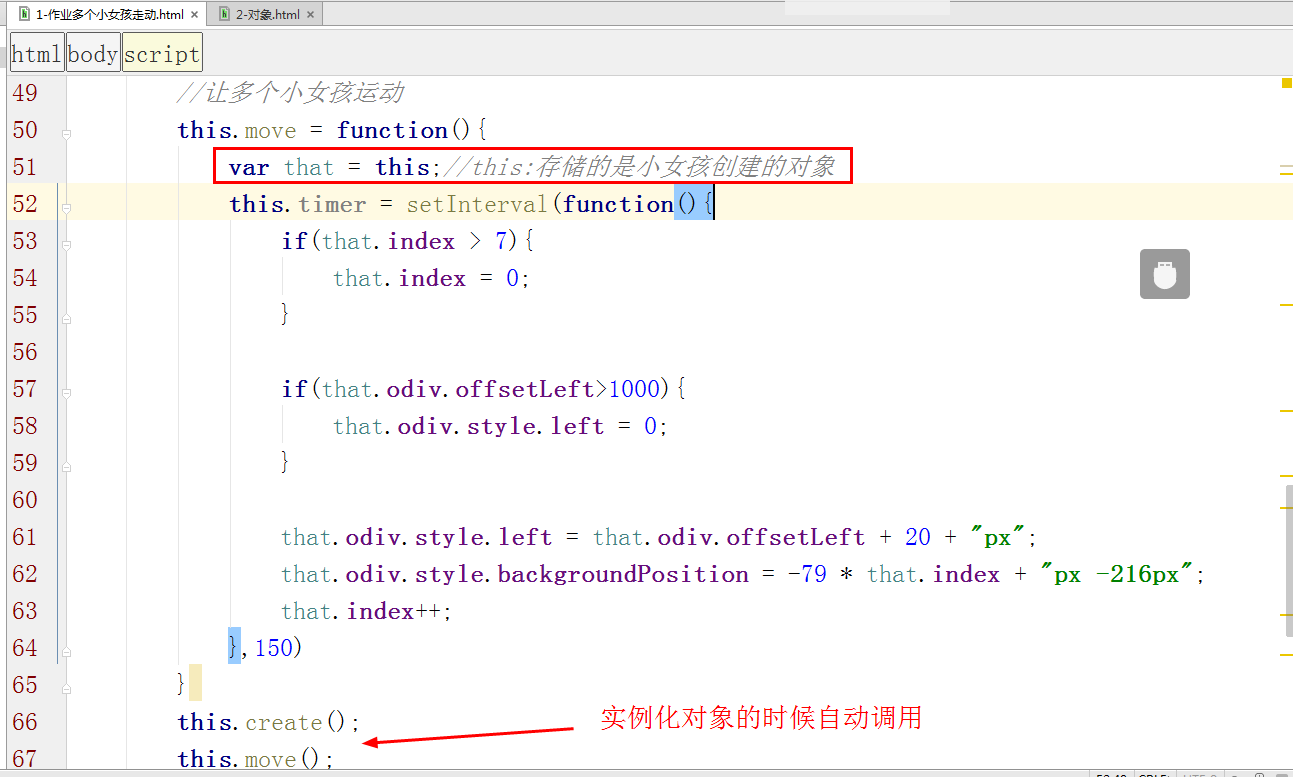 1-作业多个小女孩走动.html × 2-对象.html ×
html body script
49 //让多个小女孩运动
50 this.move = function(){
51 var that = this;//this:存储的是小女孩创建的对象
52 this.timer = setInterval(function(){
53 if(that.index > 7){
54 that.index = 0;
55 }
56
57 if(that.odiv.offsetLeft>1000){
58 that.odiv.style.left = 0;
59 }
60
61 that.odiv.style.left = that.odiv.offsetLeft + 20 + "px";
62 that.odiv.style.backgroundPosition = -79 * that.index + "px -216px";
63 that.index++;
64 },150)
65 }
66 this.create();
实例化对象的时候自动调用
67 this.move();